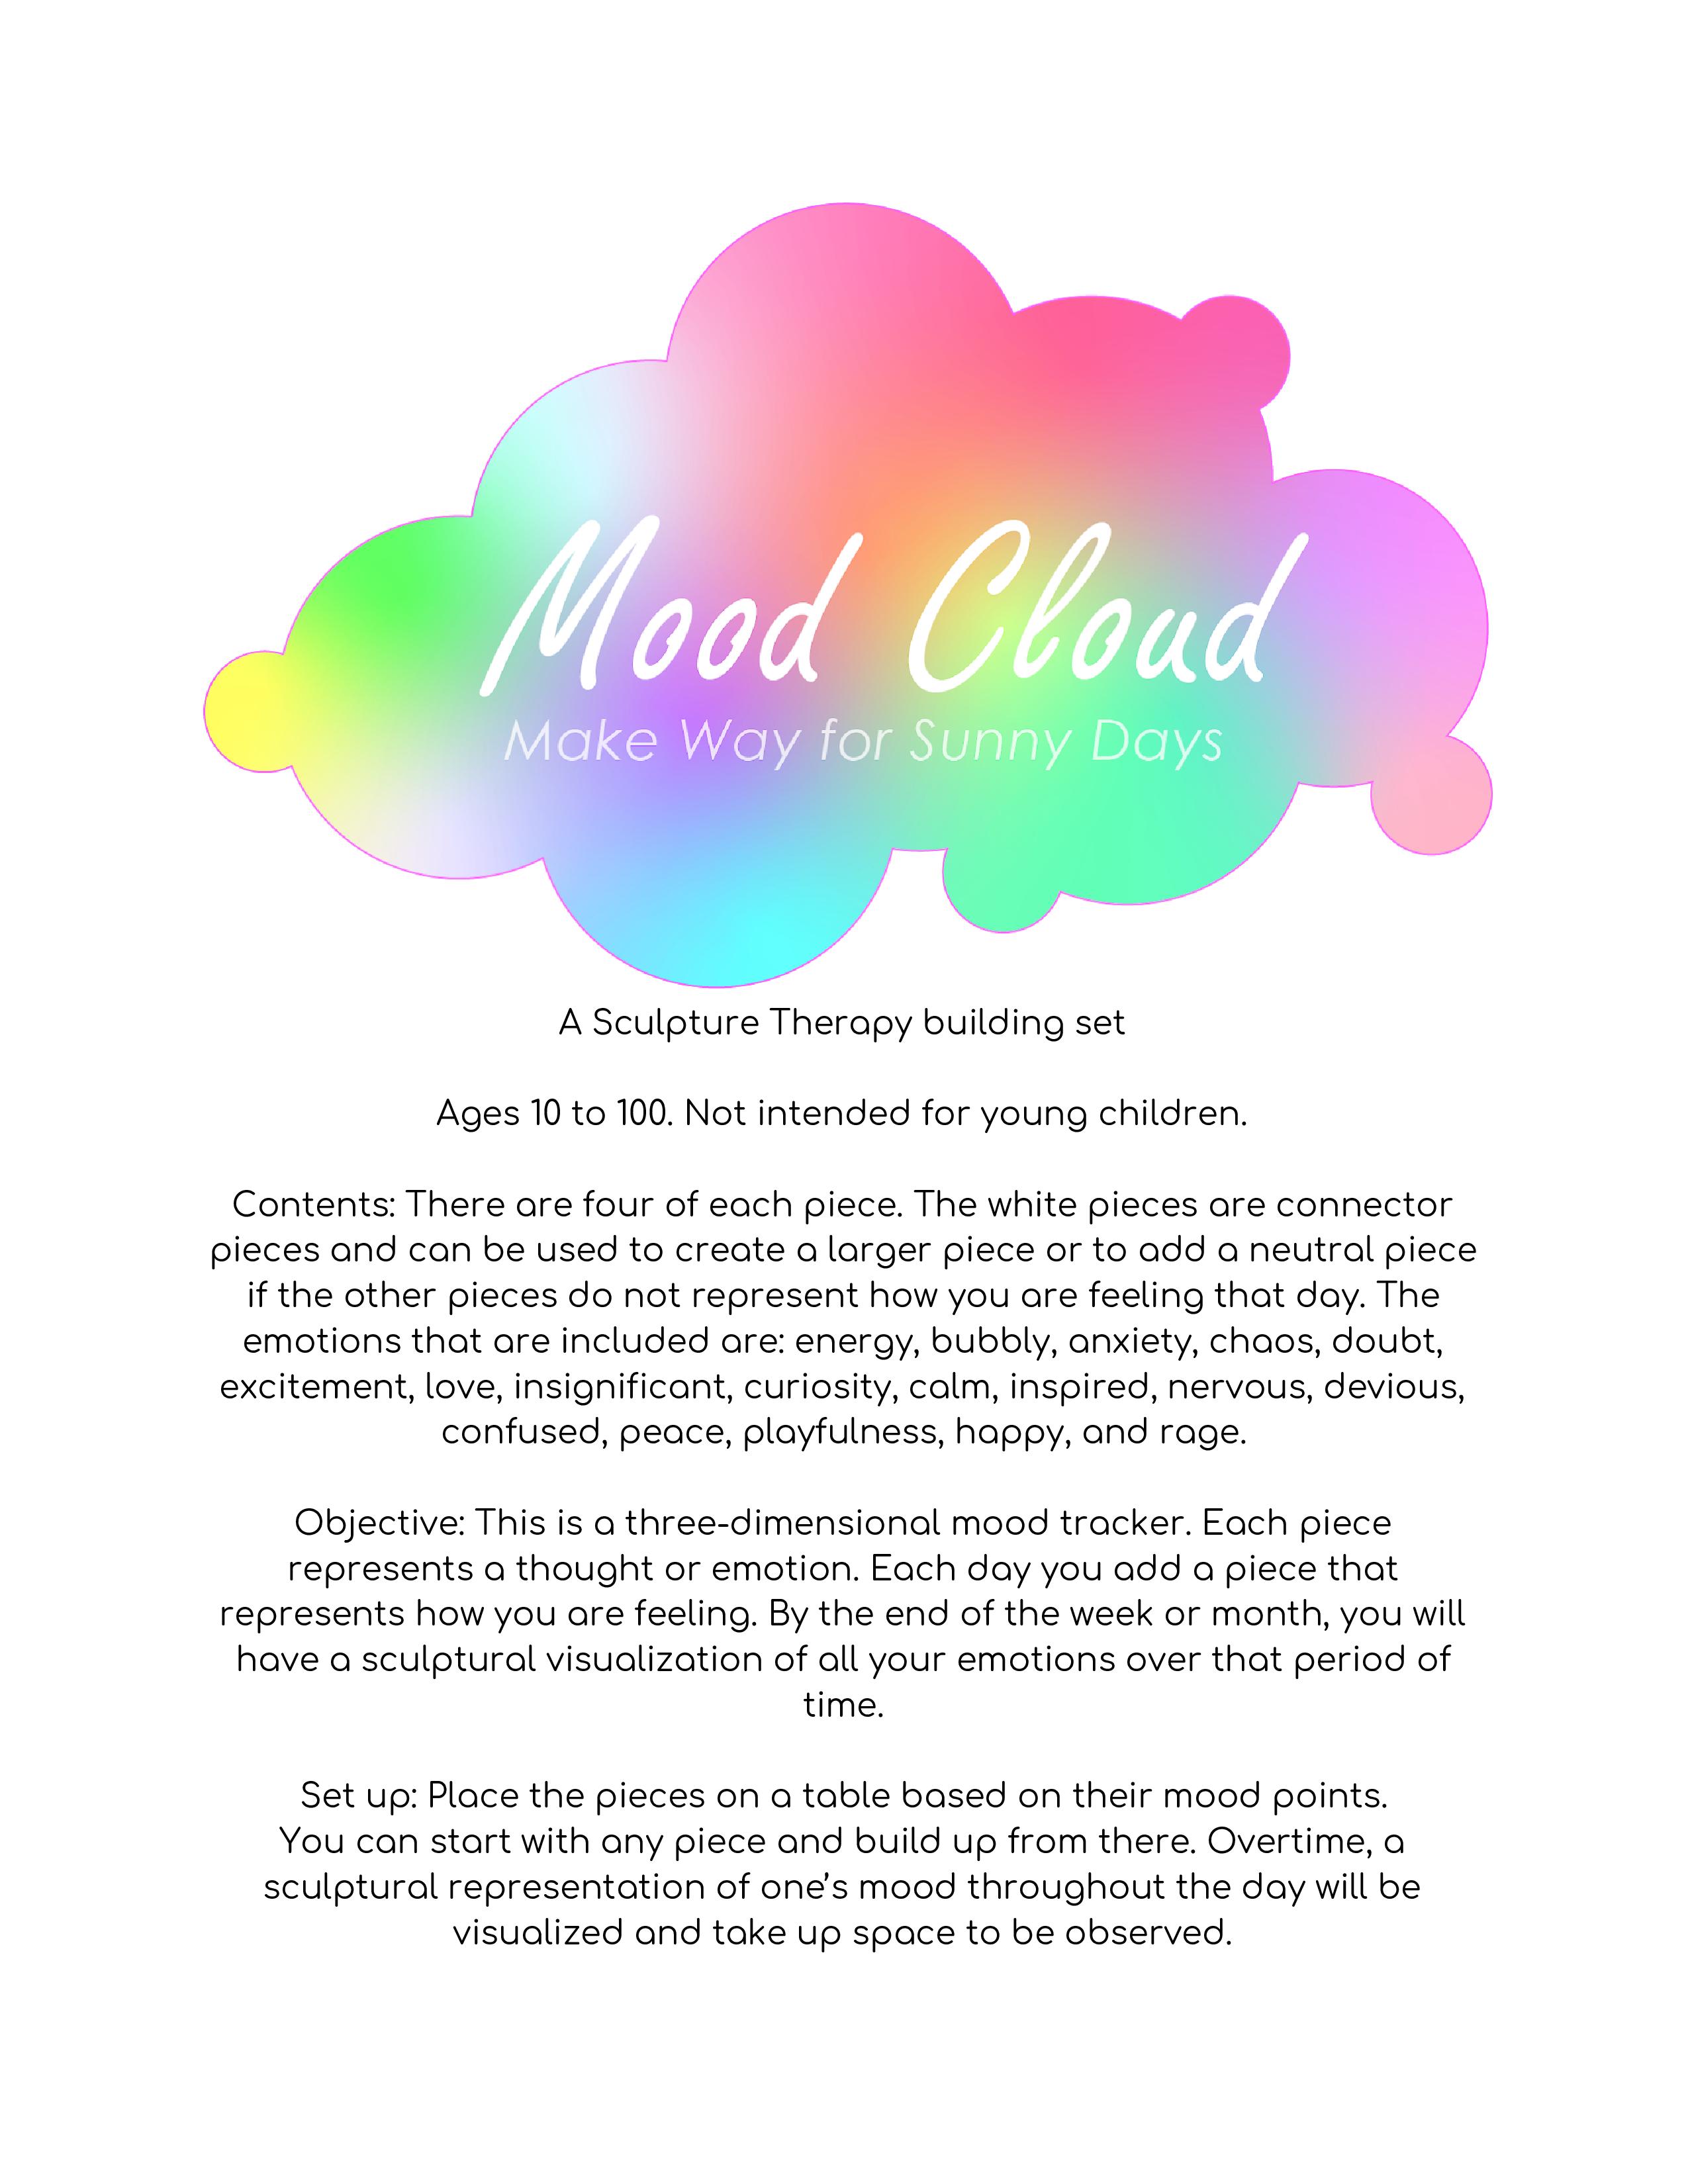 Mood Cloud
Make Way for Sunny Days
A Sculpture Therapy building set
Ages 10 to 100. Not intended for young children.
Contents: There are four of each piece. The white pieces are connector
pieces and can be used to create a larger piece or to add a neutral piece
if the other pieces do not represent how you are feeling that day. The
emotions that are included are: energy, bubbly, anxiety, chaos, doubt,
excitement, love, insignificant, curiosity, calm, inspired, nervous, devious,
confused, peace, playfulness, happy, and rage.
Objective: This is a three-dimensional mood tracker. Each piece
represents a thought or emotion. Each day you add a piece that
represents how you are feeling. By the end of the week or month, you will
have a sculptural visualization of all your emotions over that period of
time.
Set up: Place the pieces on a table based on their mood points.
You can start with any piece and build up from there. Overtime, a
sculptural representation of one’s mood throughout the day will be
visualized and take up space to be observed.